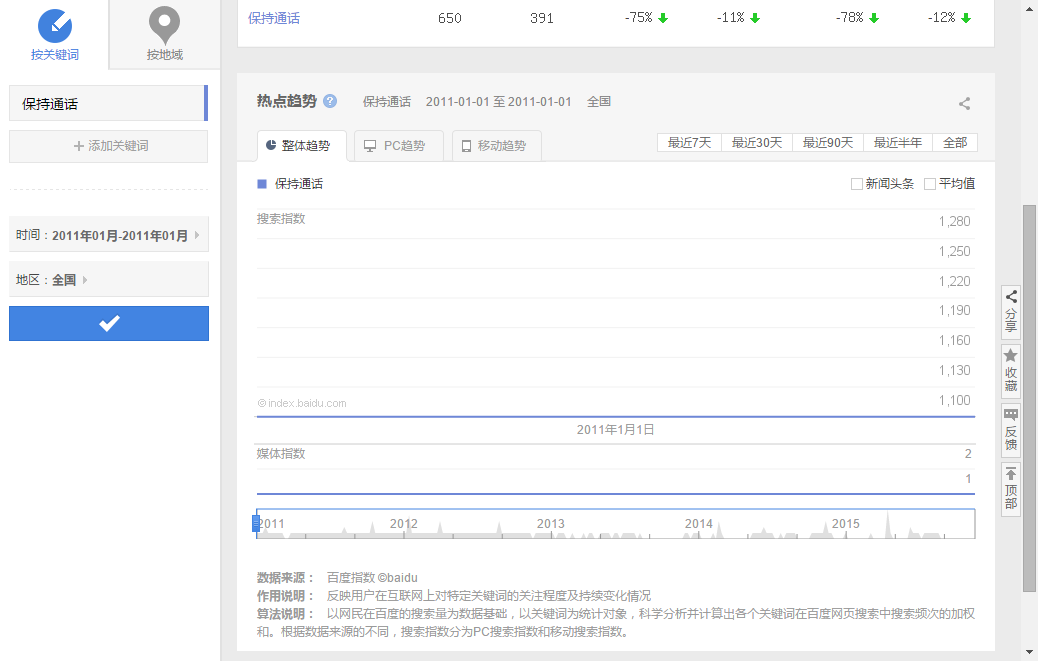 按关键词
按地域
保持通话
添加关键词
时间：2011年01月-2011年01月
地区：全国
保持通话 650 391 -75% -11% -78% -12%
热点趋势 ? 保持通话 2011-01-01 至 2011-01-01 全国
整体趋势 PC趋势 移动趋势 最近7天 最近30天 最近90天 最近半年 全部
保持通话 新闻头条 平均值
搜索指数
1,280
1,250
1,220
1,190
1,160
1,130
1,100
©index.baidu.com
2011年1月1日
媒体指数 2
1
2011 2012 2013 2014 2015
数据来源： 百度指数 ©baidu
作用说明： 反映用户在互联网上对特定关键词的关注程度及持续变化情况
算法说明： 以网民在百度的搜索量为数据基础，以关键词为统计对象，科学分析并计算出各个关键词在百度网页搜索中搜索频次的加权
和。根据数据来源的不同，搜索指数分为PC搜索指数和移动搜索指数。
分享
收藏
反馈
顶部